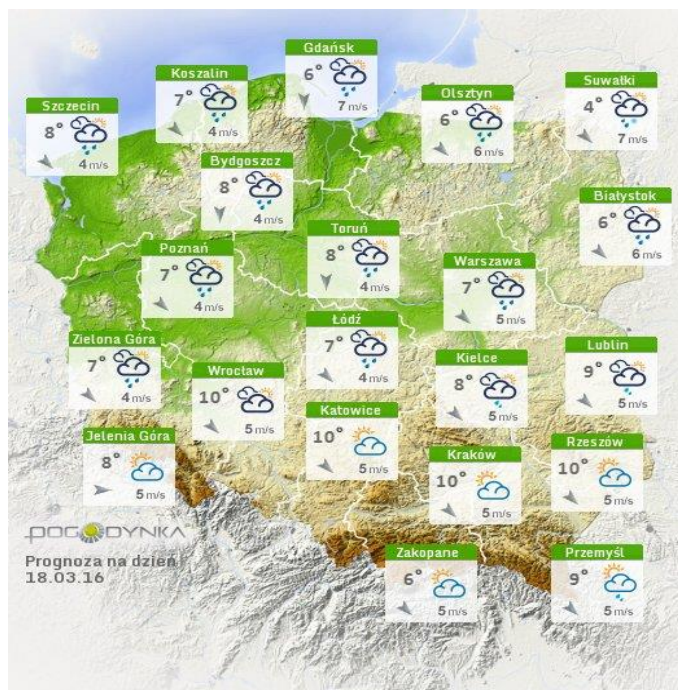 Gdańsk
6°
7 m/s
Koszalin
7°
4 m/s
Suwałki
4°
7 m/s
Olsztyn
6°
6 m/s
Szczecin
8°
4 m/s
Bydgoszcz
8°
4 m/s
Białystok
6°
6 m/s
Toruń
8°
4 m/s
Poznań
7°
4 m/s
Warszawa
7°
5 m/s
Łódź
7°
4 m/s
Zielona Góra
7°
4 m/s
Lublin
9°
5 m/s
Kielce
8°
5 m/s
Wrocław
10°
5 m/s
Katowice
10°
5 m/s
Jelenia Góra
8°
5 m/s
Rzeszów
10°
5 m/s
Kraków
10°
5 m/s
POGODYNKA
Prognoza na dzień
18.03.16
Zakopane
6°
5 m/s
Przemyśl
9°
5 m/s